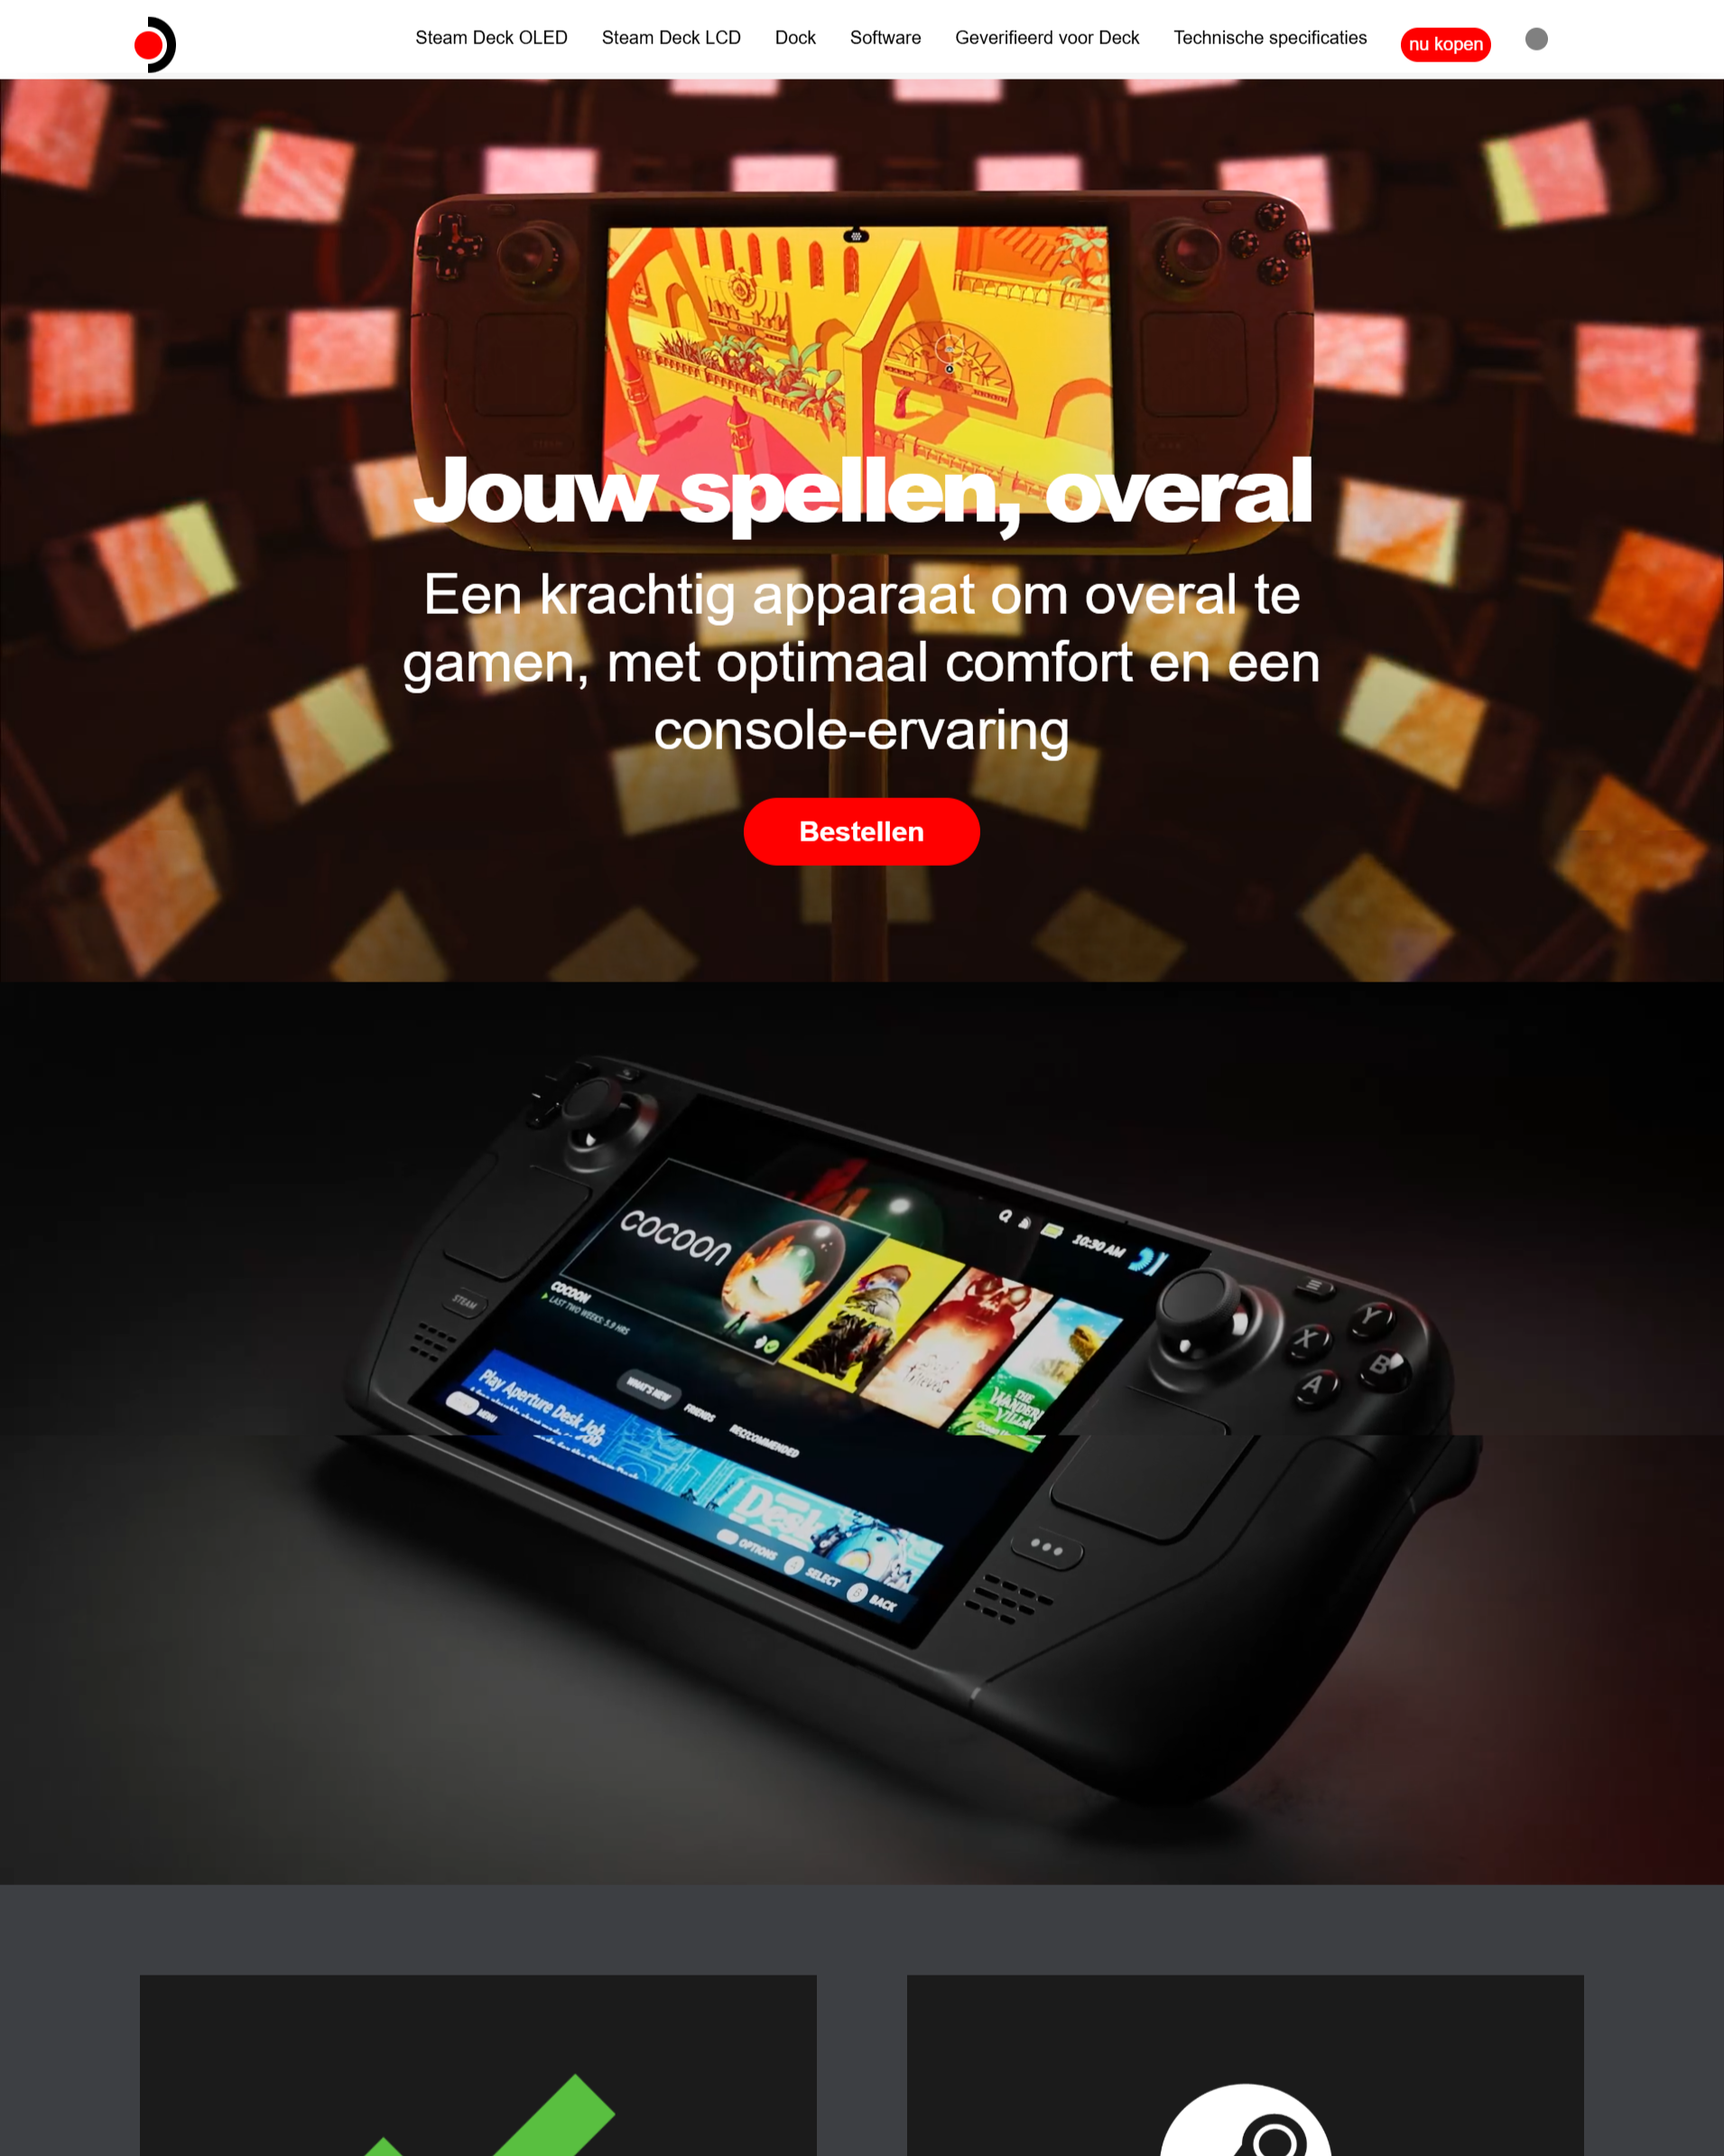 Steam Deck OLED Steam Deck LCD Dock Software Geverifieerd voor Deck Technische specificaties nu kopen
Jouw spellen, overal
Een krachtig apparaat om overal te
gamen, met optimaal comfort en een
console-ervaring
Bestellen
10:30 AM
COCOON
COCOON
LAST TWO WEEKS: 5.9 HRS
STEAM
WHAT'S NEW
FRIENDS
RECOMMENDED
THE
WANDERING
VILLAGE
Play Aperture Desk Job
MENU
Desk
OPTIONS
A SELECT
B BACK
Y
X
B
A